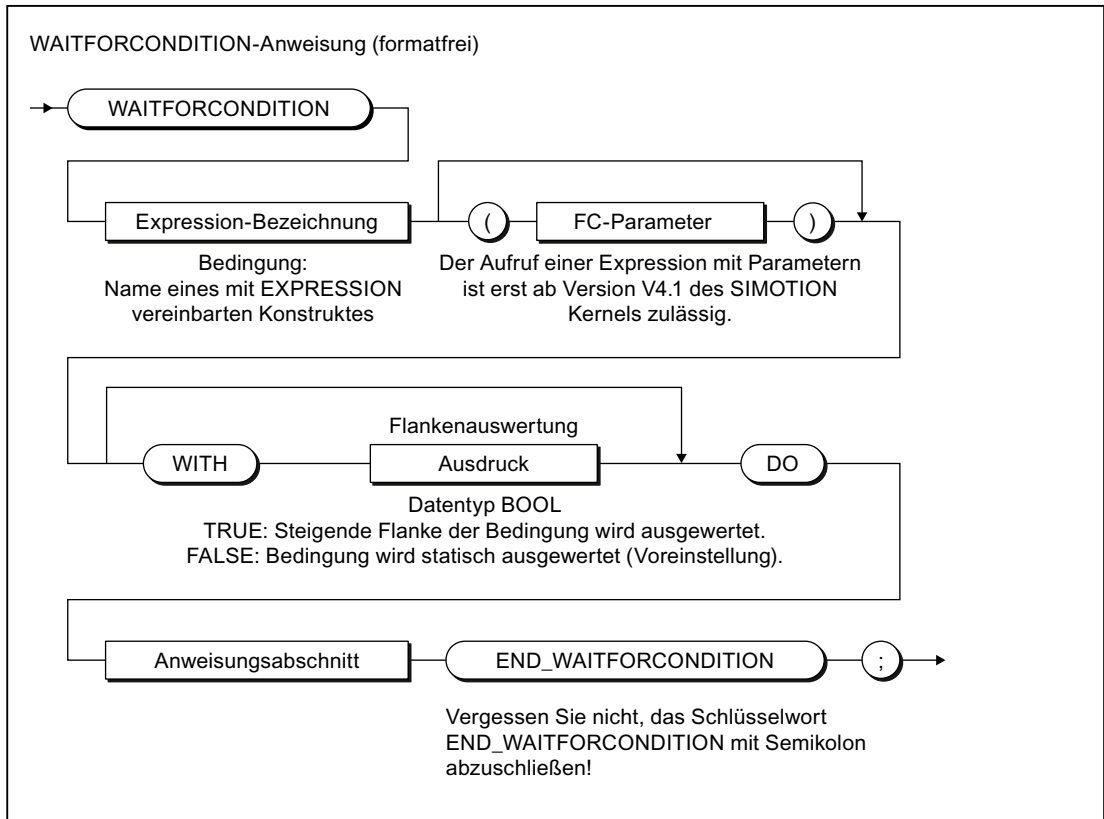 WAITFORCONDITION-Anweisung (formatfrei)
WAITFORCONDITION
Expression-Bezeichnung
(
FC-Parameter
)
Bedingung:
Name eines mit EXPRESSION
vereinbarten Konstruktes
Der Aufruf einer Expression mit Parametern
ist erst ab Version V4.1 des SIMOTION
Kernels zulässig.
Flankenauswertung
WITH
Ausdruck
DO
Datentyp BOOL
TRUE: Steigende Flanke der Bedingung wird ausgewertet.
FALSE: Bedingung wird statisch ausgewertet (Voreinstellung).
Anweisungsabschnitt
END_WAITFORCONDITION
;
Vergessen Sie nicht, das Schlüsselwort
END_WAITFORCONDITION mit Semikolon
abzuschließen!